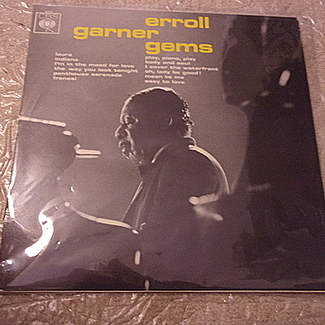 erroll
garner
gems
laura
indiana
i'm in the mood for love
the way you look tonight
penthouse serenade
frenesi
play, piano, play
body and soul
i cover the waterfront
oh, lady be good!
mean to me
easy to love